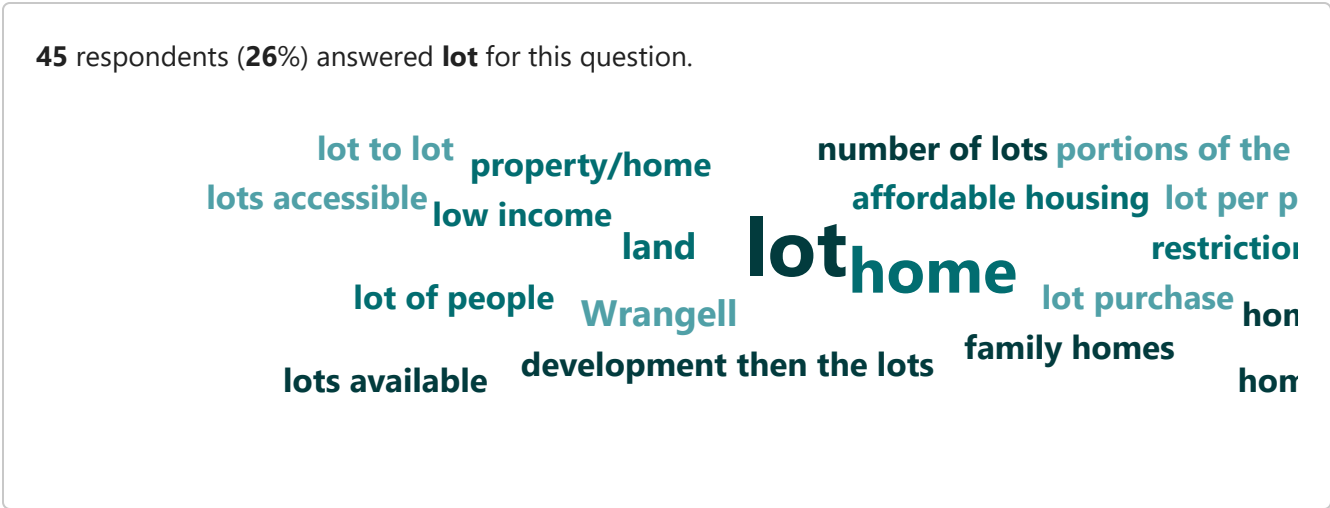 45 respondents (26%) answered lot for this question.
lot to lot
property/home
number of lots
portions of the
lots accessible
low income
affordable housing
lot per
land
lot
home
lot of people
Wrangell
lot purchase
development then the lots
family homes
lots available